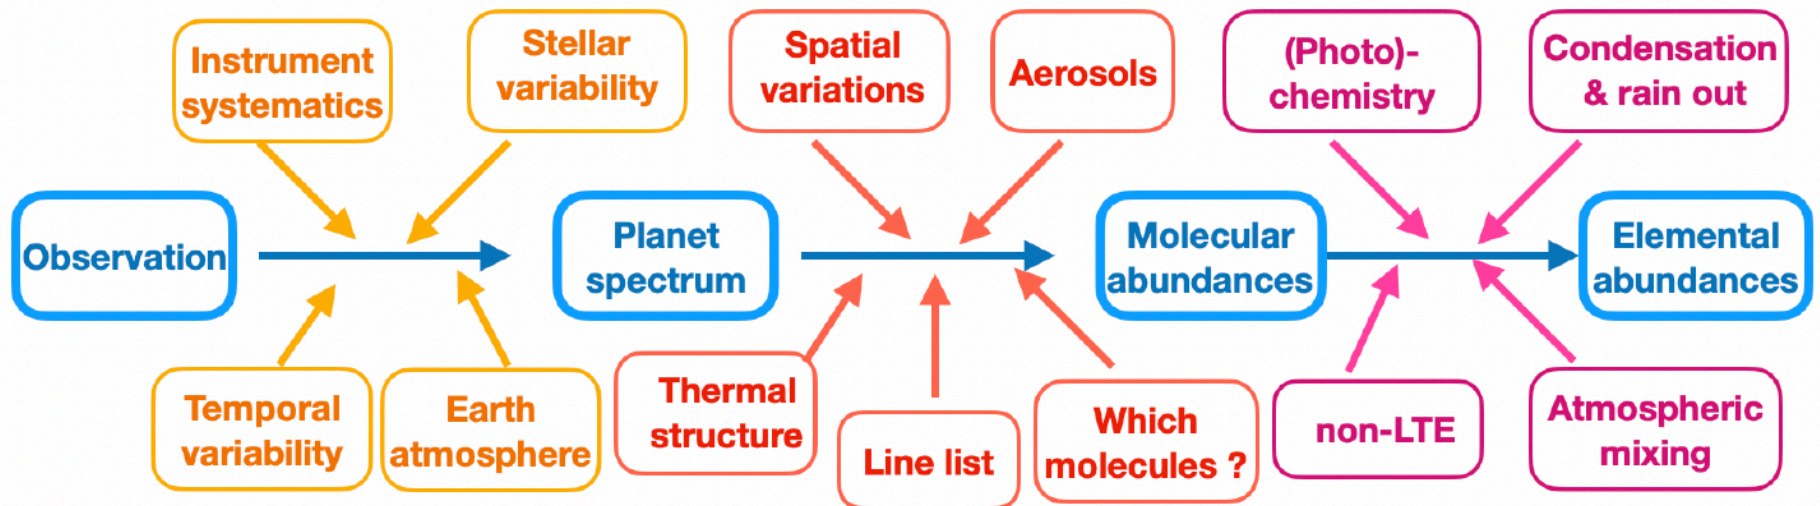 Instrument
systematics
Stellar
variability
Spatial
variations
Aerosols
(Photo)-
chemistry
Condensation
& rain out
Observation
Planet
spectrum
Molecular
abundances
Elemental
abundances
Temporal
variability
Earth
atmosphere
Thermal
structure
Line list
Which
molecules ?
non-LTE
Atmospheric
mixing